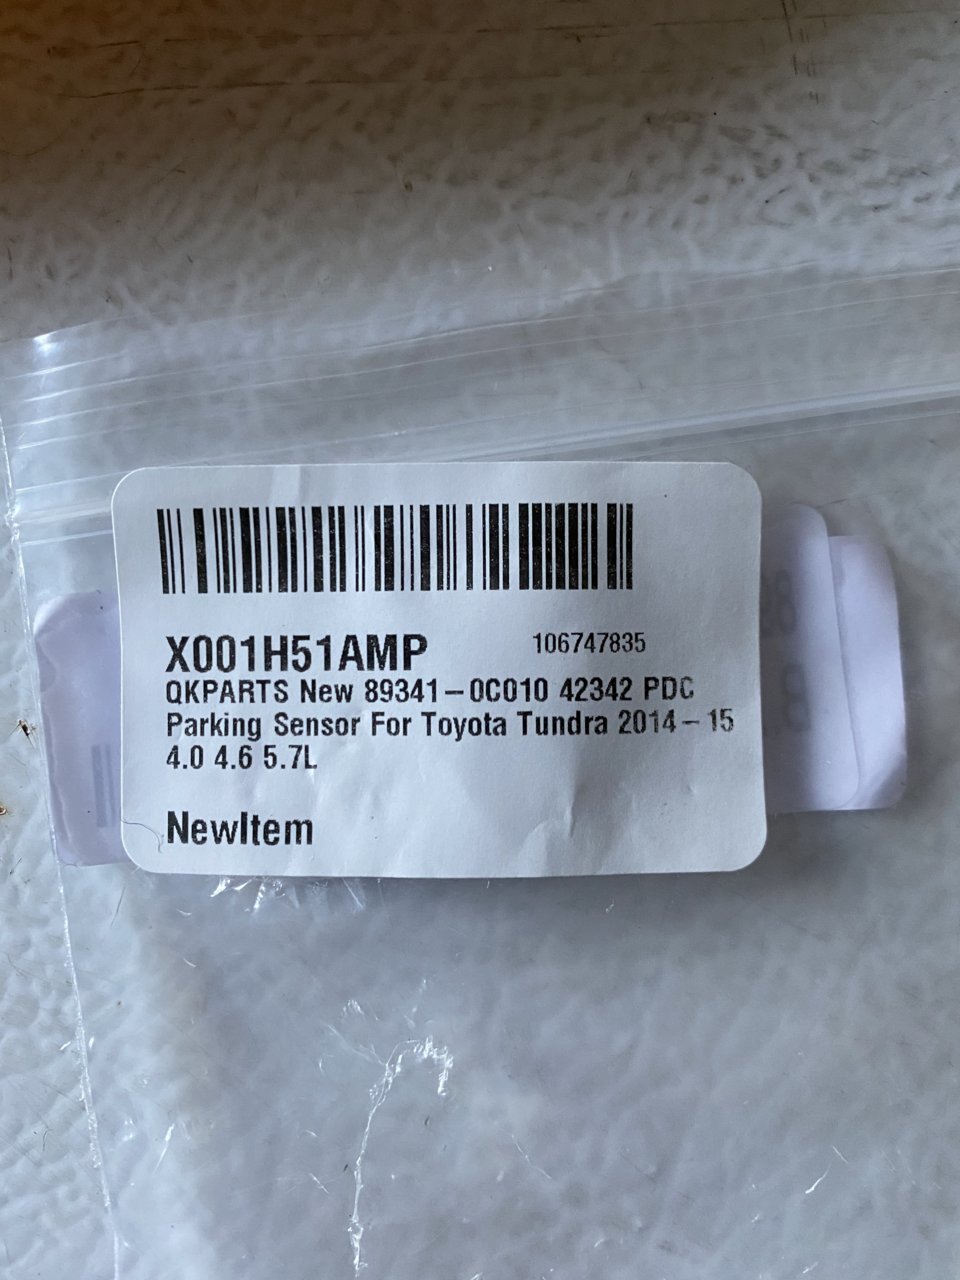 X001H51AMP 106747835
QKPARTS New 89341-0C010 42342 PDC
Parking Sensor For Toyota Tundra 2014-15
4.0 4.6 5.7L
NewItem